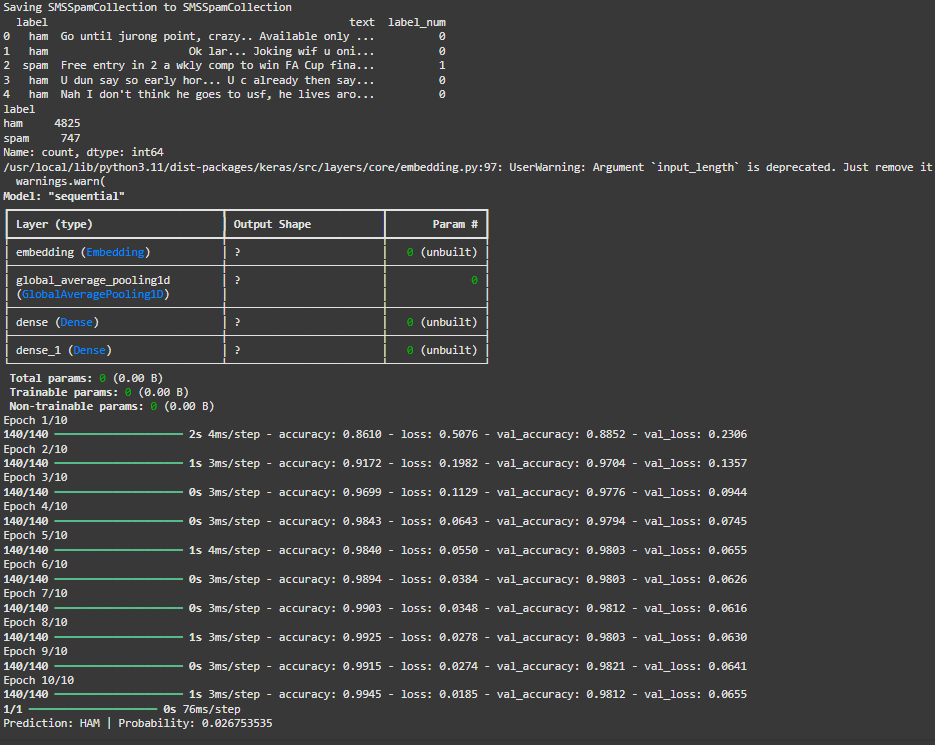 Saving SMSSpamCollection to SMSSpamCollection
label text label_num
0 ham Go until jurong point, crazy.. Available only ... 0
1 ham Ok lar... Joking wif u oni... 0
2 spam Free entry in 2 a wkly comp to win FA Cup fina... 1
3 ham U dun say so early hor... U c already then say... 0
4 ham Nah I don't think he goes to usf, he lives aro... 0
label
ham 4825
spam 747
Name: count, dtype: int64
/usr/local/lib/python3.11/dist-packages/keras/src/layers/core/embedding.py:97: UserWarning: Argument `input_length` is deprecated. Just remove it
warnings.warn(
Model: "sequential"
Layer (type) Output Shape Param #
embedding (Embedding) ? 0 (unbuilt)
global_average_pooling1d ? 0
(GlobalAveragePooling1D)
dense (Dense) ? 0 (unbuilt)
dense_1 (Dense) ? 0 (unbuilt)
Total params: 0 (0.00 B)
Trainable params: 0 (0.00 B)
Non-trainable params: 0 (0.00 B)
Epoch 1/10
140/140 2s 4ms/step - accuracy: 0.8610 - loss: 0.5076 - val_accuracy: 0.8852 - val_loss: 0.2306
Epoch 2/10
140/140 1s 3ms/step - accuracy: 0.9172 - loss: 0.1982 - val_accuracy: 0.9704 - val_loss: 0.1357
Epoch 3/10
140/140 0s 3ms/step - accuracy: 0.9699 - loss: 0.1129 - val_accuracy: 0.9776 - val_loss: 0.0944
Epoch 4/10
140/140 0s 3ms/step - accuracy: 0.9843 - loss: 0.0643 - val_accuracy: 0.9794 - val_loss: 0.0745
Epoch 5/10
140/140 1s 4ms/step - accuracy: 0.9840 - loss: 0.0550 - val_accuracy: 0.9803 - val_loss: 0.0655
Epoch 6/10
140/140 0s 3ms/step - accuracy: 0.9894 - loss: 0.0384 - val_accuracy: 0.9803 - val_loss: 0.0626
Epoch 7/10
140/140 0s 3ms/step - accuracy: 0.9903 - loss: 0.0348 - val_accuracy: 0.9812 - val_loss: 0.0616
Epoch 8/10
140/140 1s 3ms/step - accuracy: 0.9925 - loss: 0.0278 - val_accuracy: 0.9803 - val_loss: 0.0630
Epoch 9/10
140/140 0s 3ms/step - accuracy: 0.9915 - loss: 0.0274 - val_accuracy: 0.9821 - val_loss: 0.0641
Epoch 10/10
140/140 1s 3ms/step - accuracy: 0.9945 - loss: 0.0185 - val_accuracy: 0.9812 - val_loss: 0.0655
1/1 0s 76ms/step
Prediction: HAM | Probability: 0.026753535